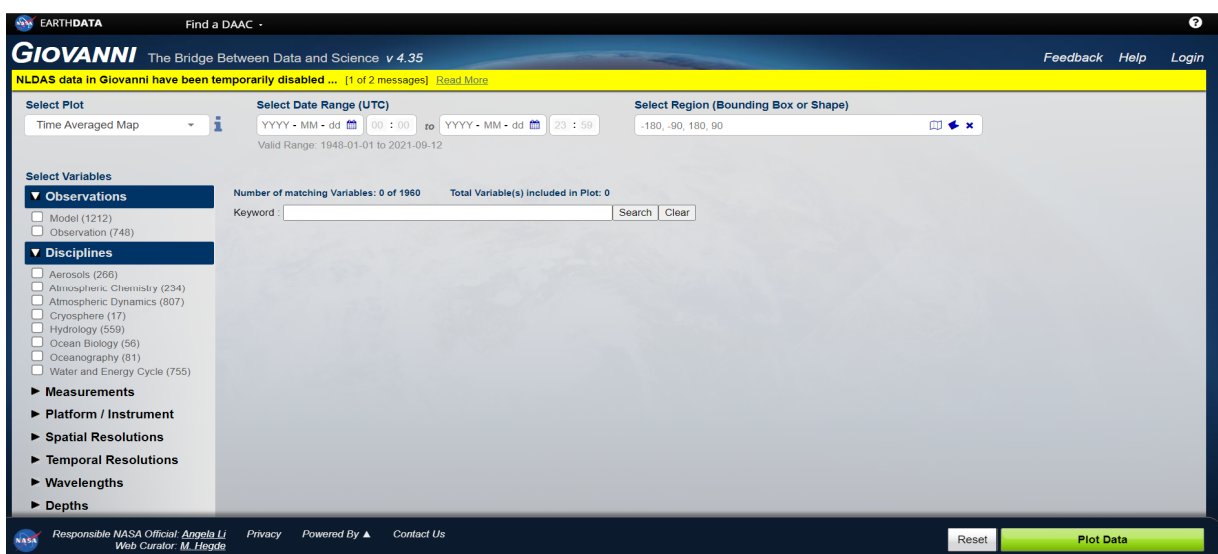 EARTHDATA Find a DAAC
GIOVANNI The Bridge Between Data and Science v 4.35 Feedback Help Login
NLDAS data in Giovanni have been temporarily disabled ... [1 of 2 messages] Read More
Select Plot Select Date Range (UTC) Select Region (Bounding Box or Shape)
Time Averaged Map YYYY - MM - dd 00 : 00 to YYYY - MM - dd 23 : 59 -180, -90, 180, 90
Valid Range: 1948-01-01 to 2021-09-12
Select Variables
Observations Number of matching Variables: 0 of 1960 Total Variable(s) included in Plot: 0
Keyword : Search Clear
Model (1212)
Observation (748)
Disciplines
Aerosols (266)
Atmospheric Chemistry (234)
Atmospheric Dynamics (807)
Cryosphere (17)
Hydrology (559)
Ocean Biology (56)
Oceanography (81)
Water and Energy Cycle (755)
Measurements
Platform / Instrument
Spatial Resolutions
Temporal Resolutions
Wavelengths
Depths
Responsible NASA Official: Angela Li Privacy Powered By ▲ Contact Us
Web Curator: M. Hegde
Reset Plot Data